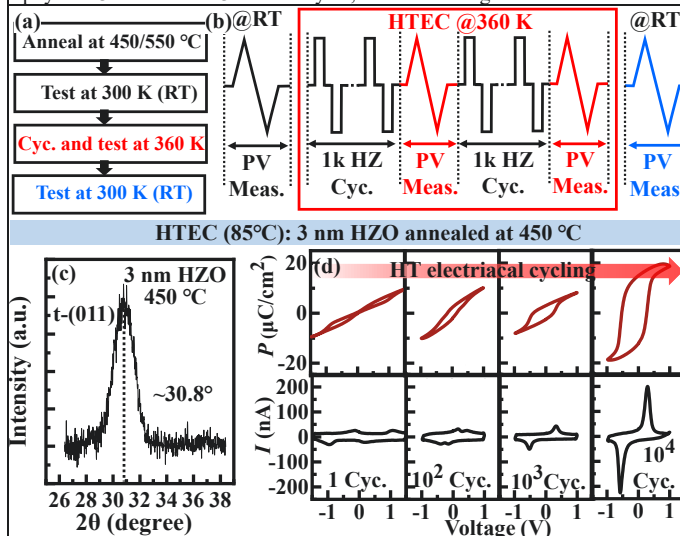 (a)
Anneal at 450/550 °C
Test at 300 K (RT)
Cyc. and test at 360 K
Test at 300 K (RT)
(b)
@RT
HTEC @360 K
@RT
PV
Meas.
1k HZ
Cyc.
PV
Meas.
1k HZ
Cyc.
PV
Meas.
PV
Meas.
HTEC (85℃): 3 nm HZO annealed at 450 °C
(c)
3 nm HZO
450 °C
t-(011)
~30.8°
Intensity (a.u.)
26 28 30 32 34 36 38
2θ (degree)
(d)
HT electriacal cycling
P (μC/cm²)
20
0
-20
I (nA)
200
100
0
-100
-200
1 Cyc.
10² Cyc.
10³ Cyc.
10⁴
Cyc.
-1 0 1
-1 0 1
-1 0 1
-1 0 1
Voltage (V)